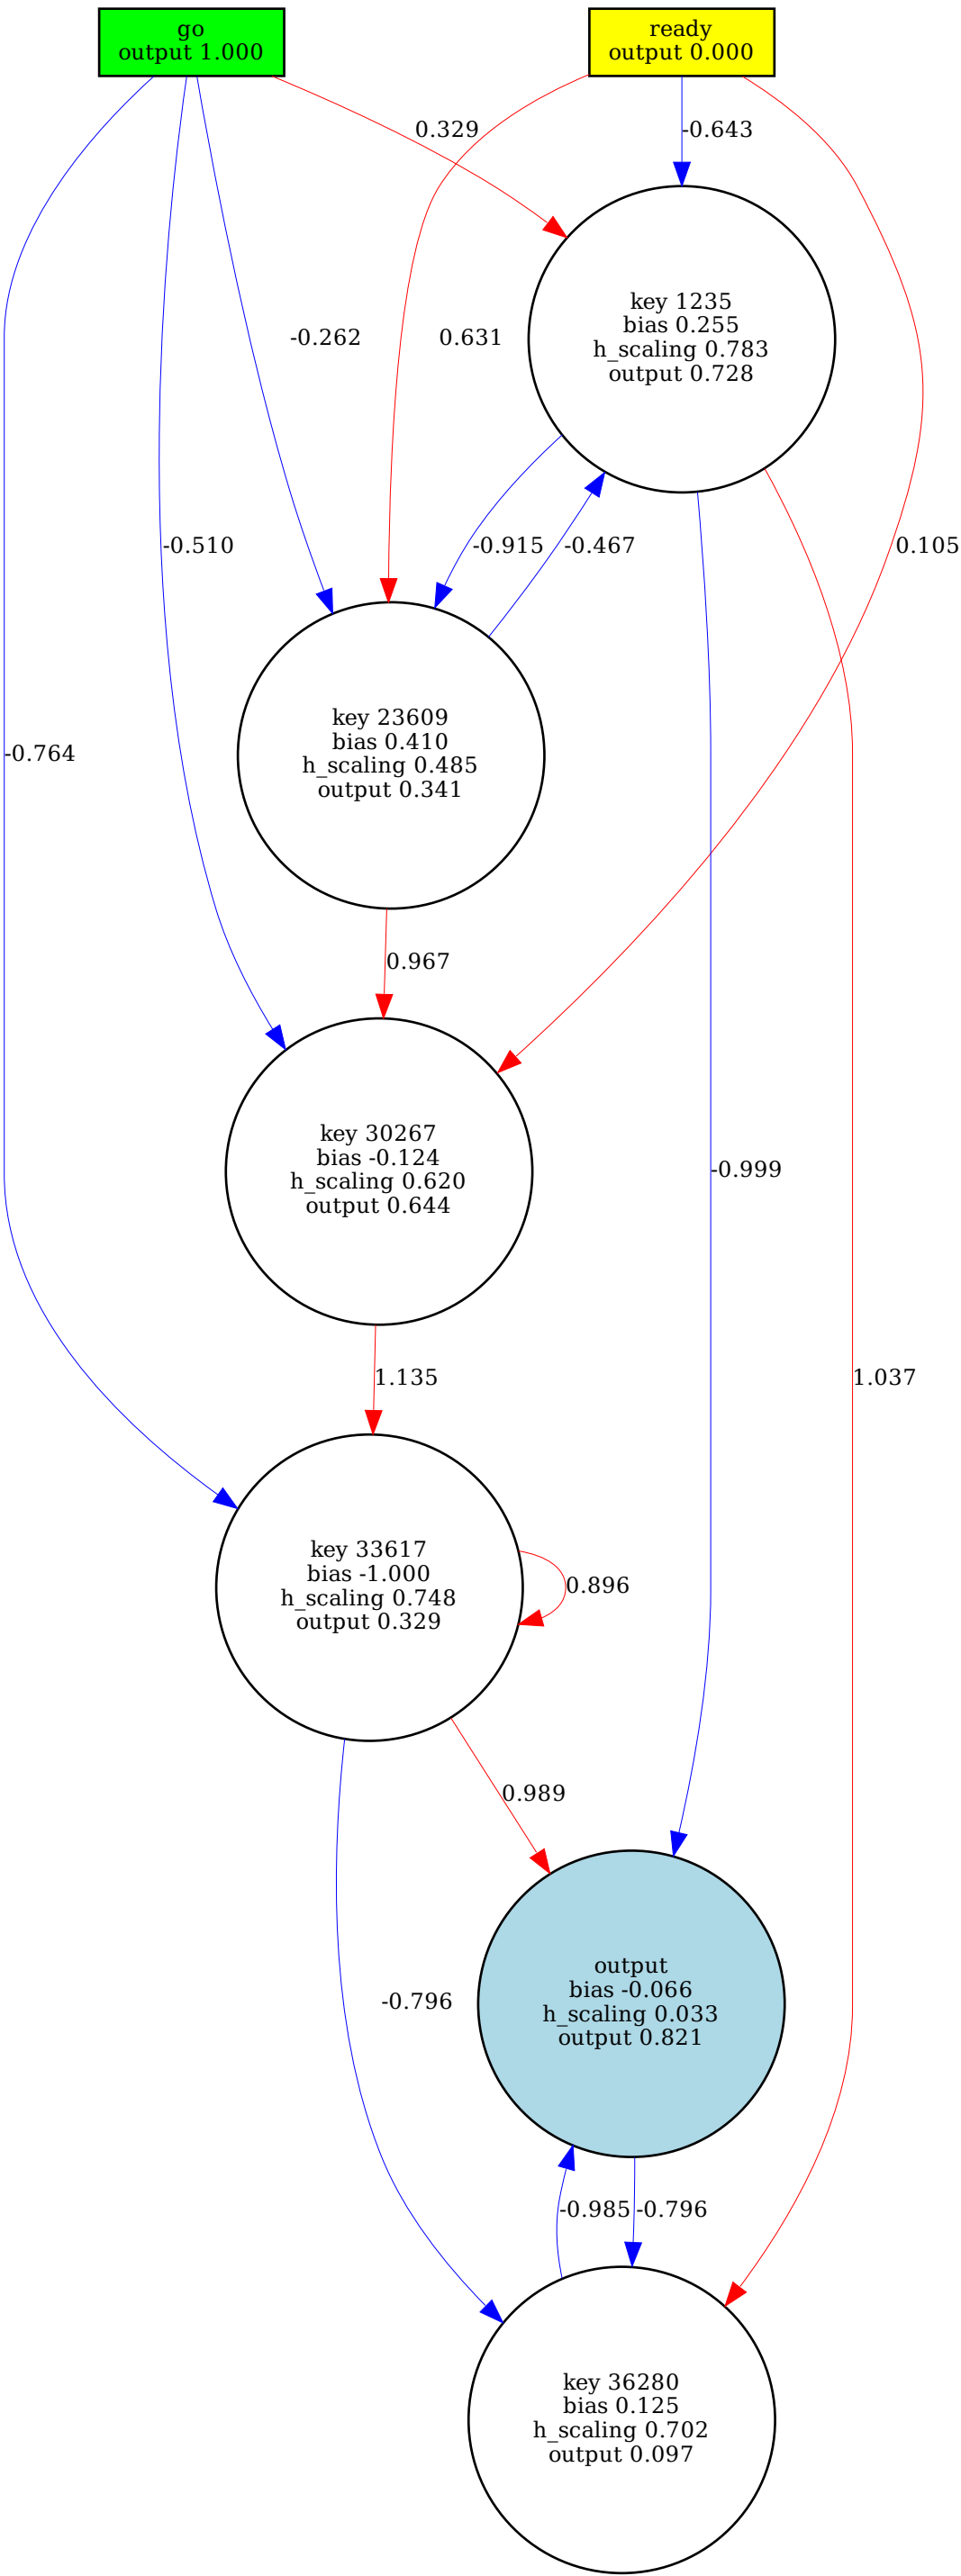 go
output 1.000
ready
output 0.000
0.329
-0.643
key 1235
bias 0.255
h_scaling 0.783
output 0.728
-0.262
0.631
-0.510
-0.915
-0.467
0.105
key 23609
bias 0.410
h_scaling 0.485
output 0.341
-0.764
0.967
key 30267
bias -0.124
h_scaling 0.620
output 0.644
-0.999
1.135
1.037
key 33617
bias -1.000
h_scaling 0.748
output 0.329
0.896
0.989
output
bias -0.066
h_scaling 0.033
output 0.821
-0.796
-0.985
-0.796
key 36280
bias 0.125
h_scaling 0.702
output 0.097